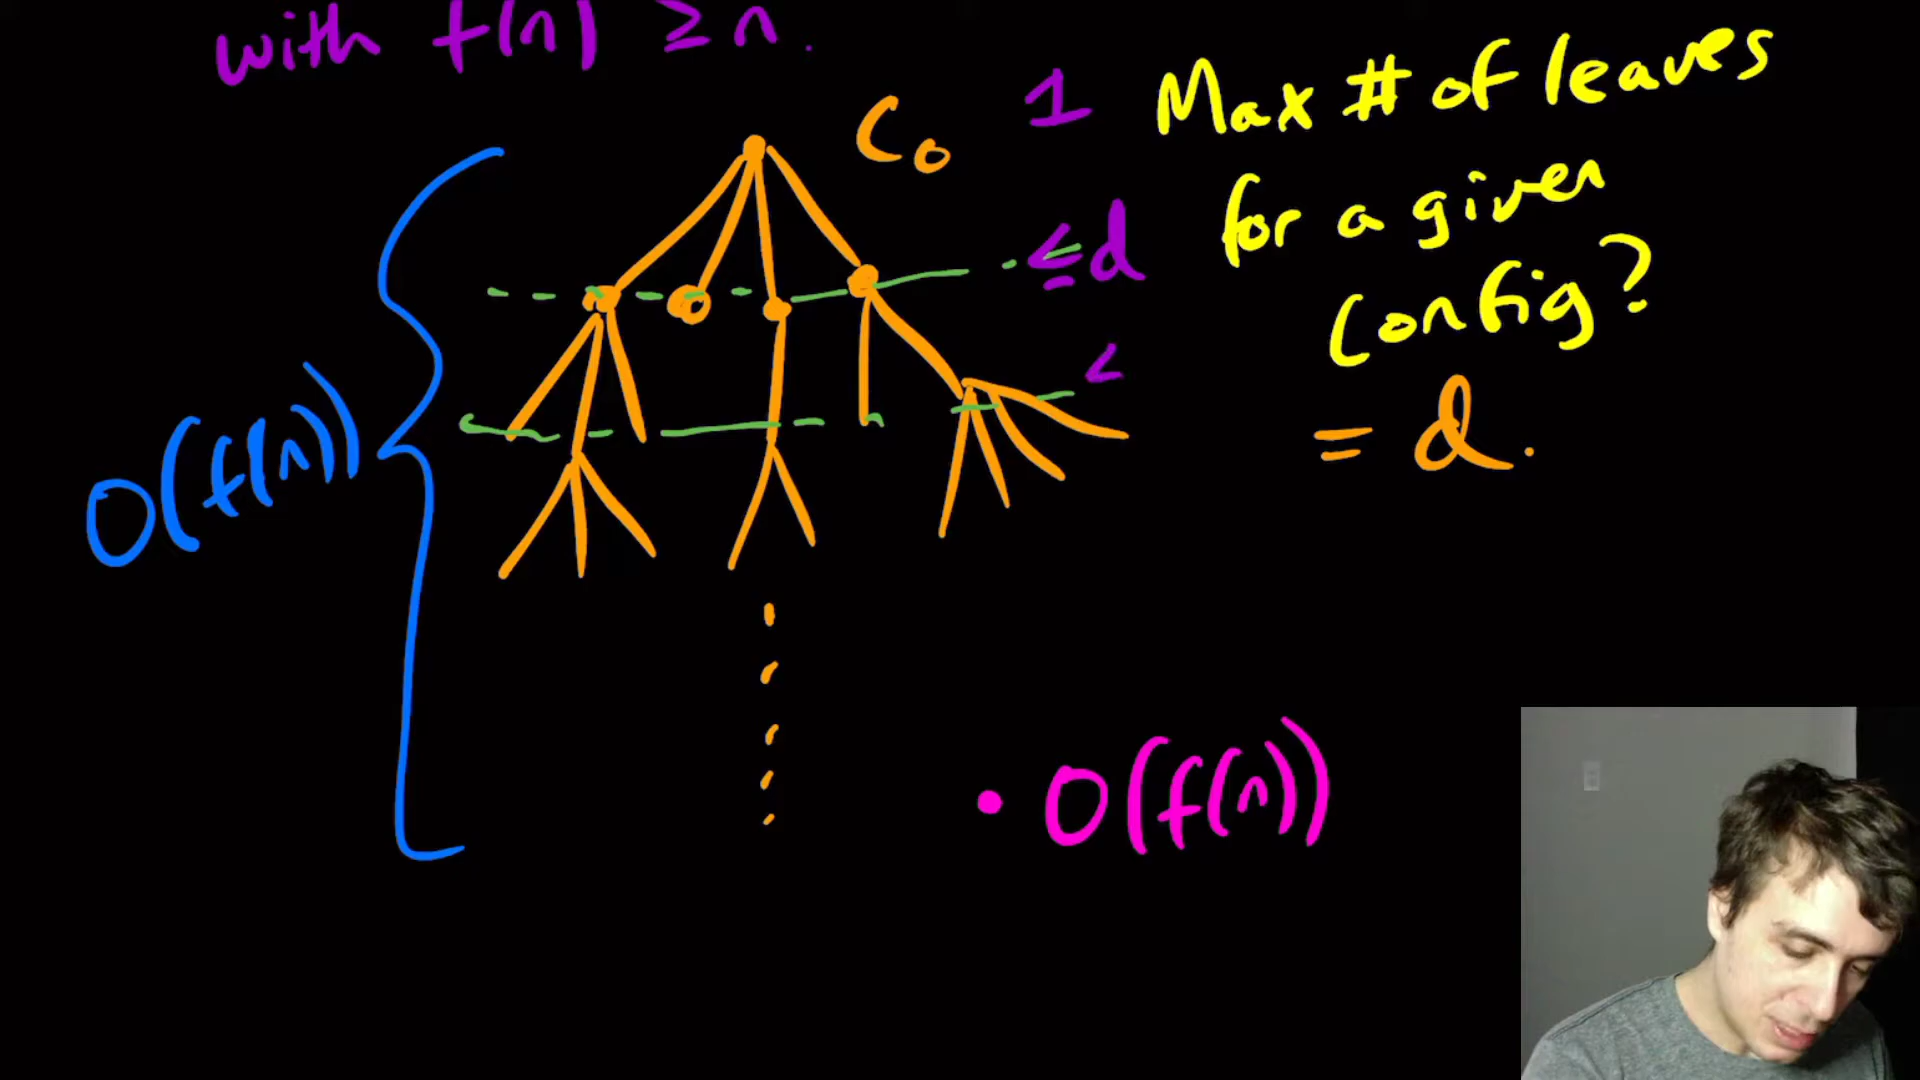 with f(n) ≥ n.
C₀
1
≤d
<
Max # of leaves
for a given
config?
= d.
O(f(n))
• O(f(n))